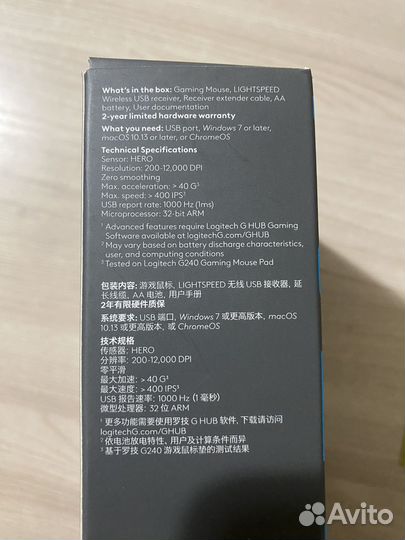 What's in the box: Gaming Mouse, LIGHTSPEED
Wireless USB receiver, Receiver extender cable, AA
battery, User documentation
2-year limited hardware warranty
What you need: USB port, Windows 7 or later,
macOS 10.13 or later, or ChromeOS
Technical Specifications
Sensor: HERO
Resolution: 200-12,000 DPI
Zero smoothing
Max. acceleration: > 40 G¹
Max. speed: > 400 IPS³
USB report rate: 1000 Hz (1ms)
Microprocessor: 32-bit ARM
¹ Advanced features require Logitech G HUB Gaming
Software available at logitechG.com/GHUB
² May vary based on battery discharge characteristics,
user, and computing conditions
³ Tested on Logitech G240 Gaming Mouse Pad
包装内容: 游戏鼠标, LIGHTSPEED 无线 USB 接收器, 延
长线缆, AA 电池, 用户手册
2年有限硬件质保
系统要求: USB 端口, Windows 7 或更高版本, macOS
10.13 或更高版本, 或 ChromeOS
技术规格
传感器: HERO
分辨率: 200-12,000 DPI
零平滑
最大加速: > 40 G³
最大速度: > 400 IPS³
USB 报告速率: 1000 Hz (1 毫秒)
微型处理器: 32 位 ARM
¹ 更多功能需要使用罗技 G HUB 软件, 下载请访问
logitechG.com/GHUB
² 依电池放电特性、用户及计算条件而异
³ 基于罗技 G240 游戏鼠标垫的测试结果
Avito